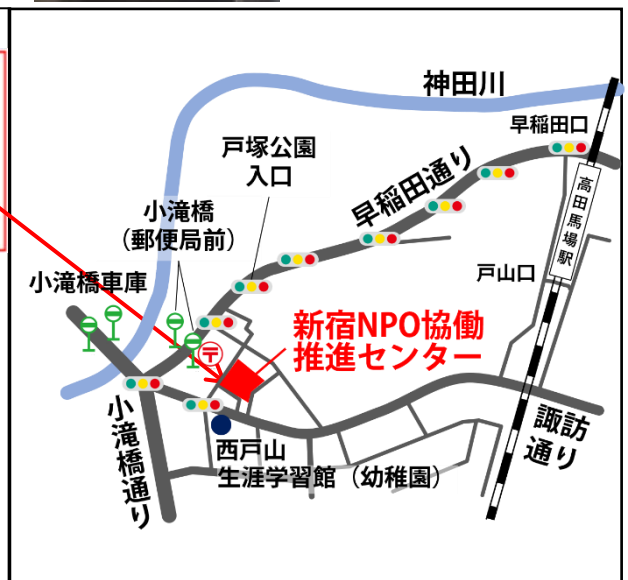 神田川
早稲田口
戸塚公園
入口
早稲田通り
高田馬場駅
小滝橋
（郵便局前）
戸山口
小滝橋車庫
新宿NPO協働
推進センター
〒
小滝橋通り
諏訪
通り
西戸山
生涯学習館（幼稚園）